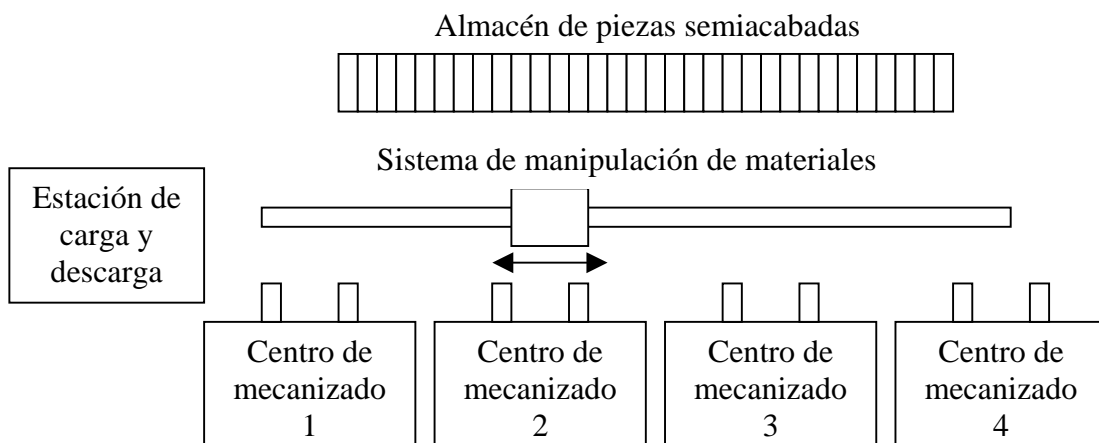 Almacén de piezas semiacabadas
Sistema de manipulación de materiales
Estación de
carga y
descarga
Centro de
mecanizado
1
Centro de
mecanizado
2
Centro de
mecanizado
3
Centro de
mecanizado
4